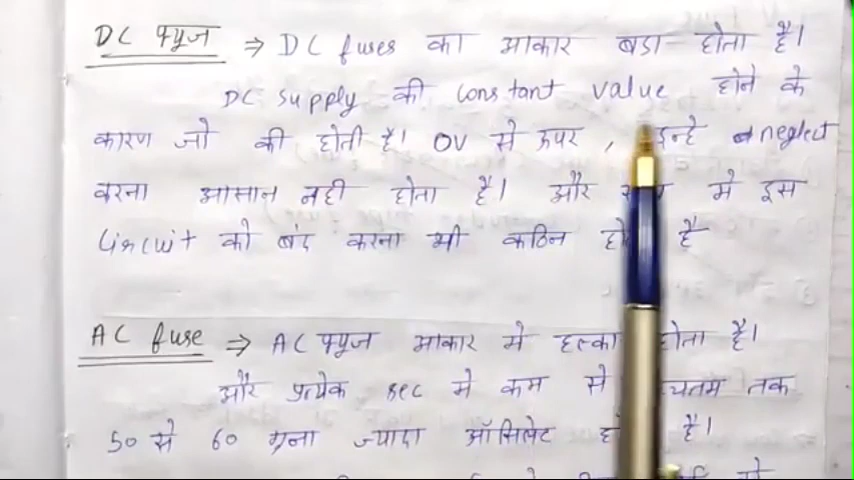 DC फ्यूज ⇒ DC fuses का आकार बडा होता है।
DC supply की constant value होने के
कारण जो की होती है। 0V से ऊपर , इन्हे neglect
करना आसान नही होता है। और में इस
Circuit को बंद करना भी कठिन है
AC fuse ⇒ AC फ्यूज आकार मे हल्का होता है।
और प्रत्येक sec मे कम से तक
50 से 60 ग्रना ज्यादा ऑसिलेट है।